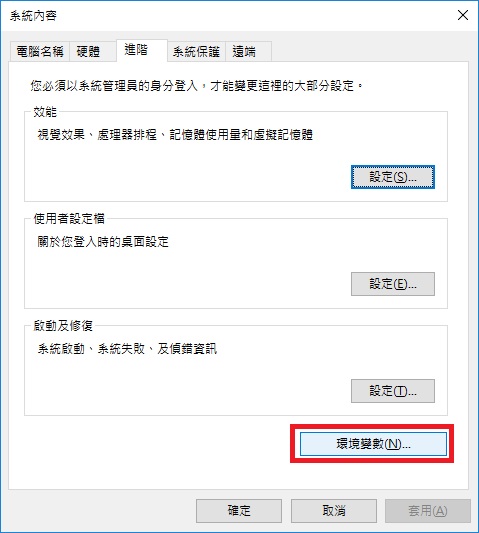 系統內容
電腦名稱 硬體 進階 系統保護 遠端
您必須以系統管理員的身分登入，才能變更這裡的大部分設定。
效能
視覺效果、處理器排程、記憶體使用量和虛擬記憶體
設定(S)...
使用者設定檔
關於您登入時的桌面設定
設定(E)...
啟動及修復
系統啟動、系統失敗、及偵錯資訊
設定(T)...
環境變數(N)...
確定 取消 套用(A)